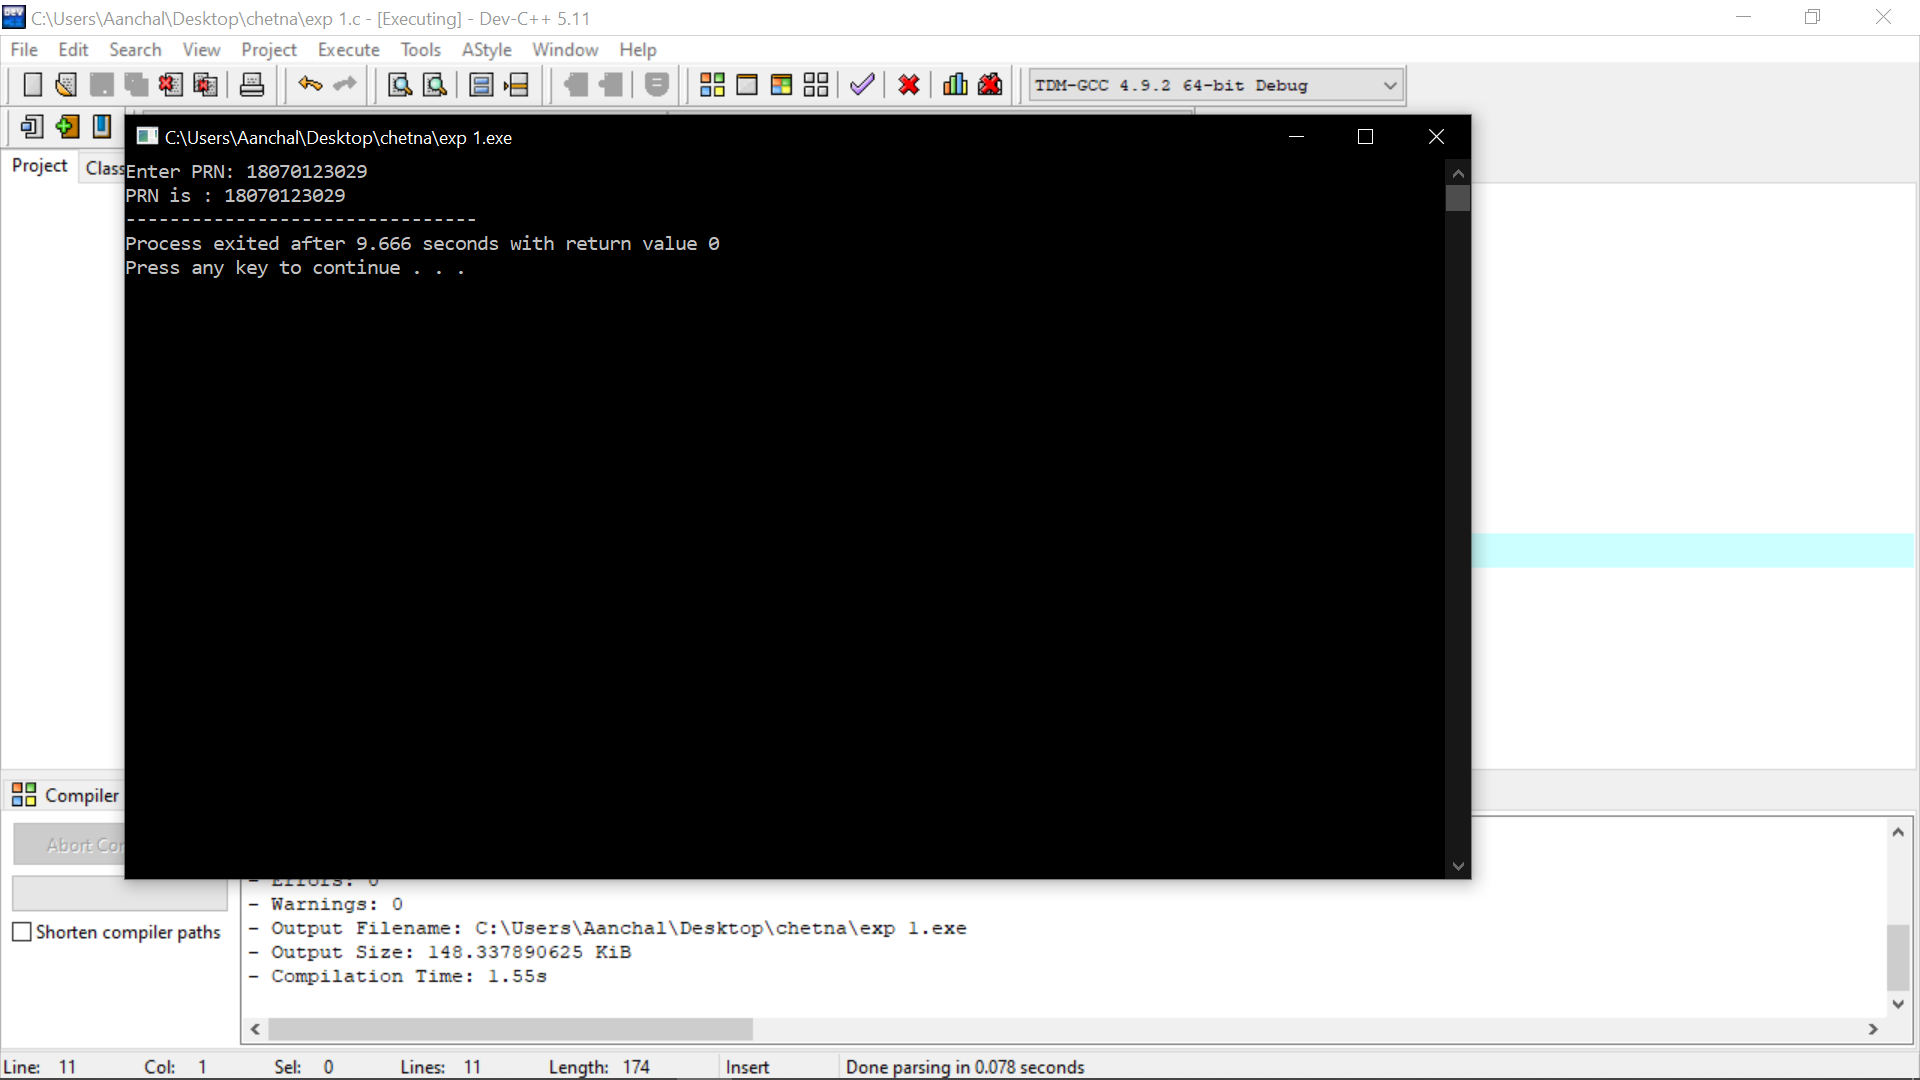 C:\Users\Aanchal\Desktop\chetna\exp 1.c - [Executing] - Dev-C++ 5.11
File Edit Search View Project Execute Tools AStyle Window Help
TDM-GCC 4.9.2 64-bit Debug
Project
C:\Users\Aanchal\Desktop\chetna\exp 1.exe
Enter PRN: 18070123029
PRN is : 18070123029
--------------------------------
Process exited after 9.666 seconds with return value 0
Press any key to continue . . .
Compiler
Abort
- Errors: 0
- Warnings: 0
- Output Filename: C:\Users\Aanchal\Desktop\chetna\exp 1.exe
- Output Size: 148.337890625 KiB
- Compilation Time: 1.55s
Shorten compiler paths
Line: 11 Col: 1 Sel: 0 Lines: 11 Length: 174 Insert Done parsing in 0.078 seconds